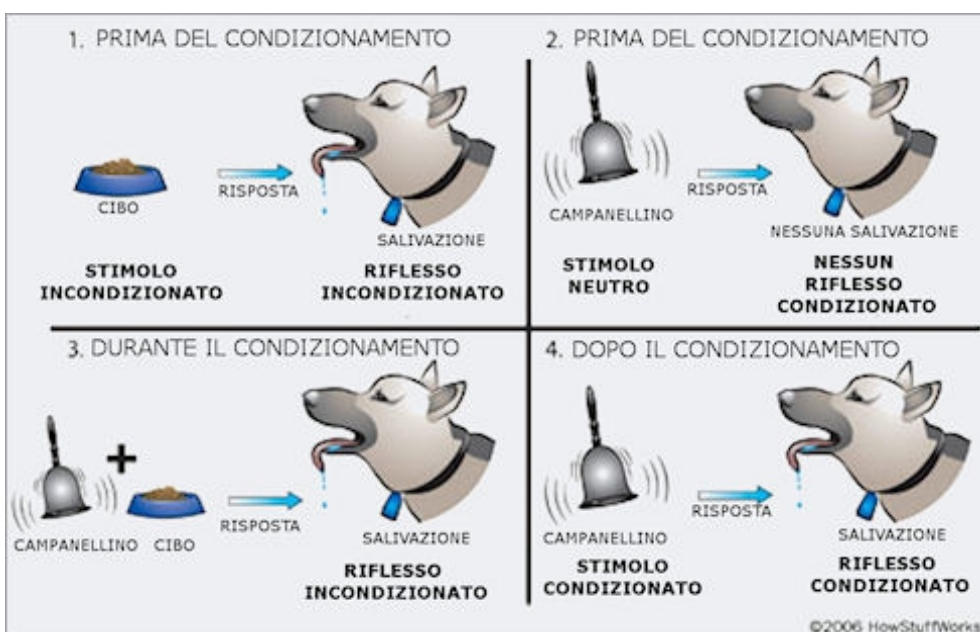 1. PRIMA DEL CONDIZIONAMENTO
CIBO
RISPOSTA
SALIVAZIONE
STIMOLO
INCONDIZIONATO
RIFLESSO
INCONDIZIONATO
2. PRIMA DEL CONDIZIONAMENTO
CAMPANELLINO
RISPOSTA
NESSUNA SALIVAZIONE
STIMOLO
NEUTRO
NESSUN
RIFLESSO
CONDIZIONATO
3. DURANTE IL CONDIZIONAMENTO
+
CAMPANELLINO CIBO
RISPOSTA
SALIVAZIONE
RIFLESSO
INCONDIZIONATO
4. DOPO IL CONDIZIONAMENTO
CAMPANELLINO
RISPOSTA
SALIVAZIONE
STIMOLO
CONDIZIONATO
RIFLESSO
CONDIZIONATO
©2006 HowStuffWorks